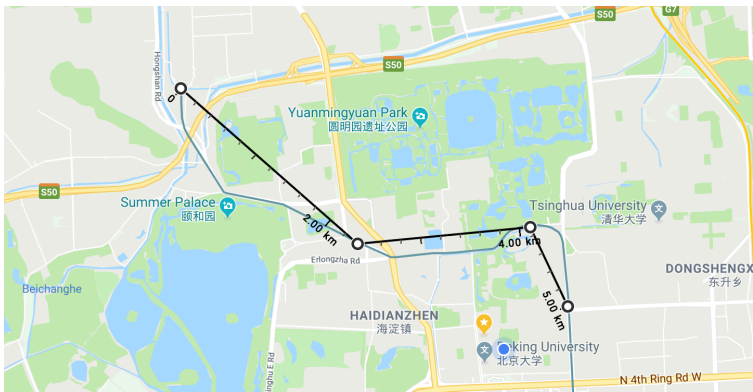 G7
S50
Hongshan Rd
S50
0
Yuanmingyuan Park
圆明园遗址公园
S50
Summer Palace
颐和园
Tsinghua University
清华大学
2.00 km
4.00 km
Erlongzha Rd
DONGSHENGX
东升乡
Beichanghe
5.00 km
HAIDIANZHEN
海淀镇
Peking University
北京大学
nghu E Rd
N 4th Ring Rd W